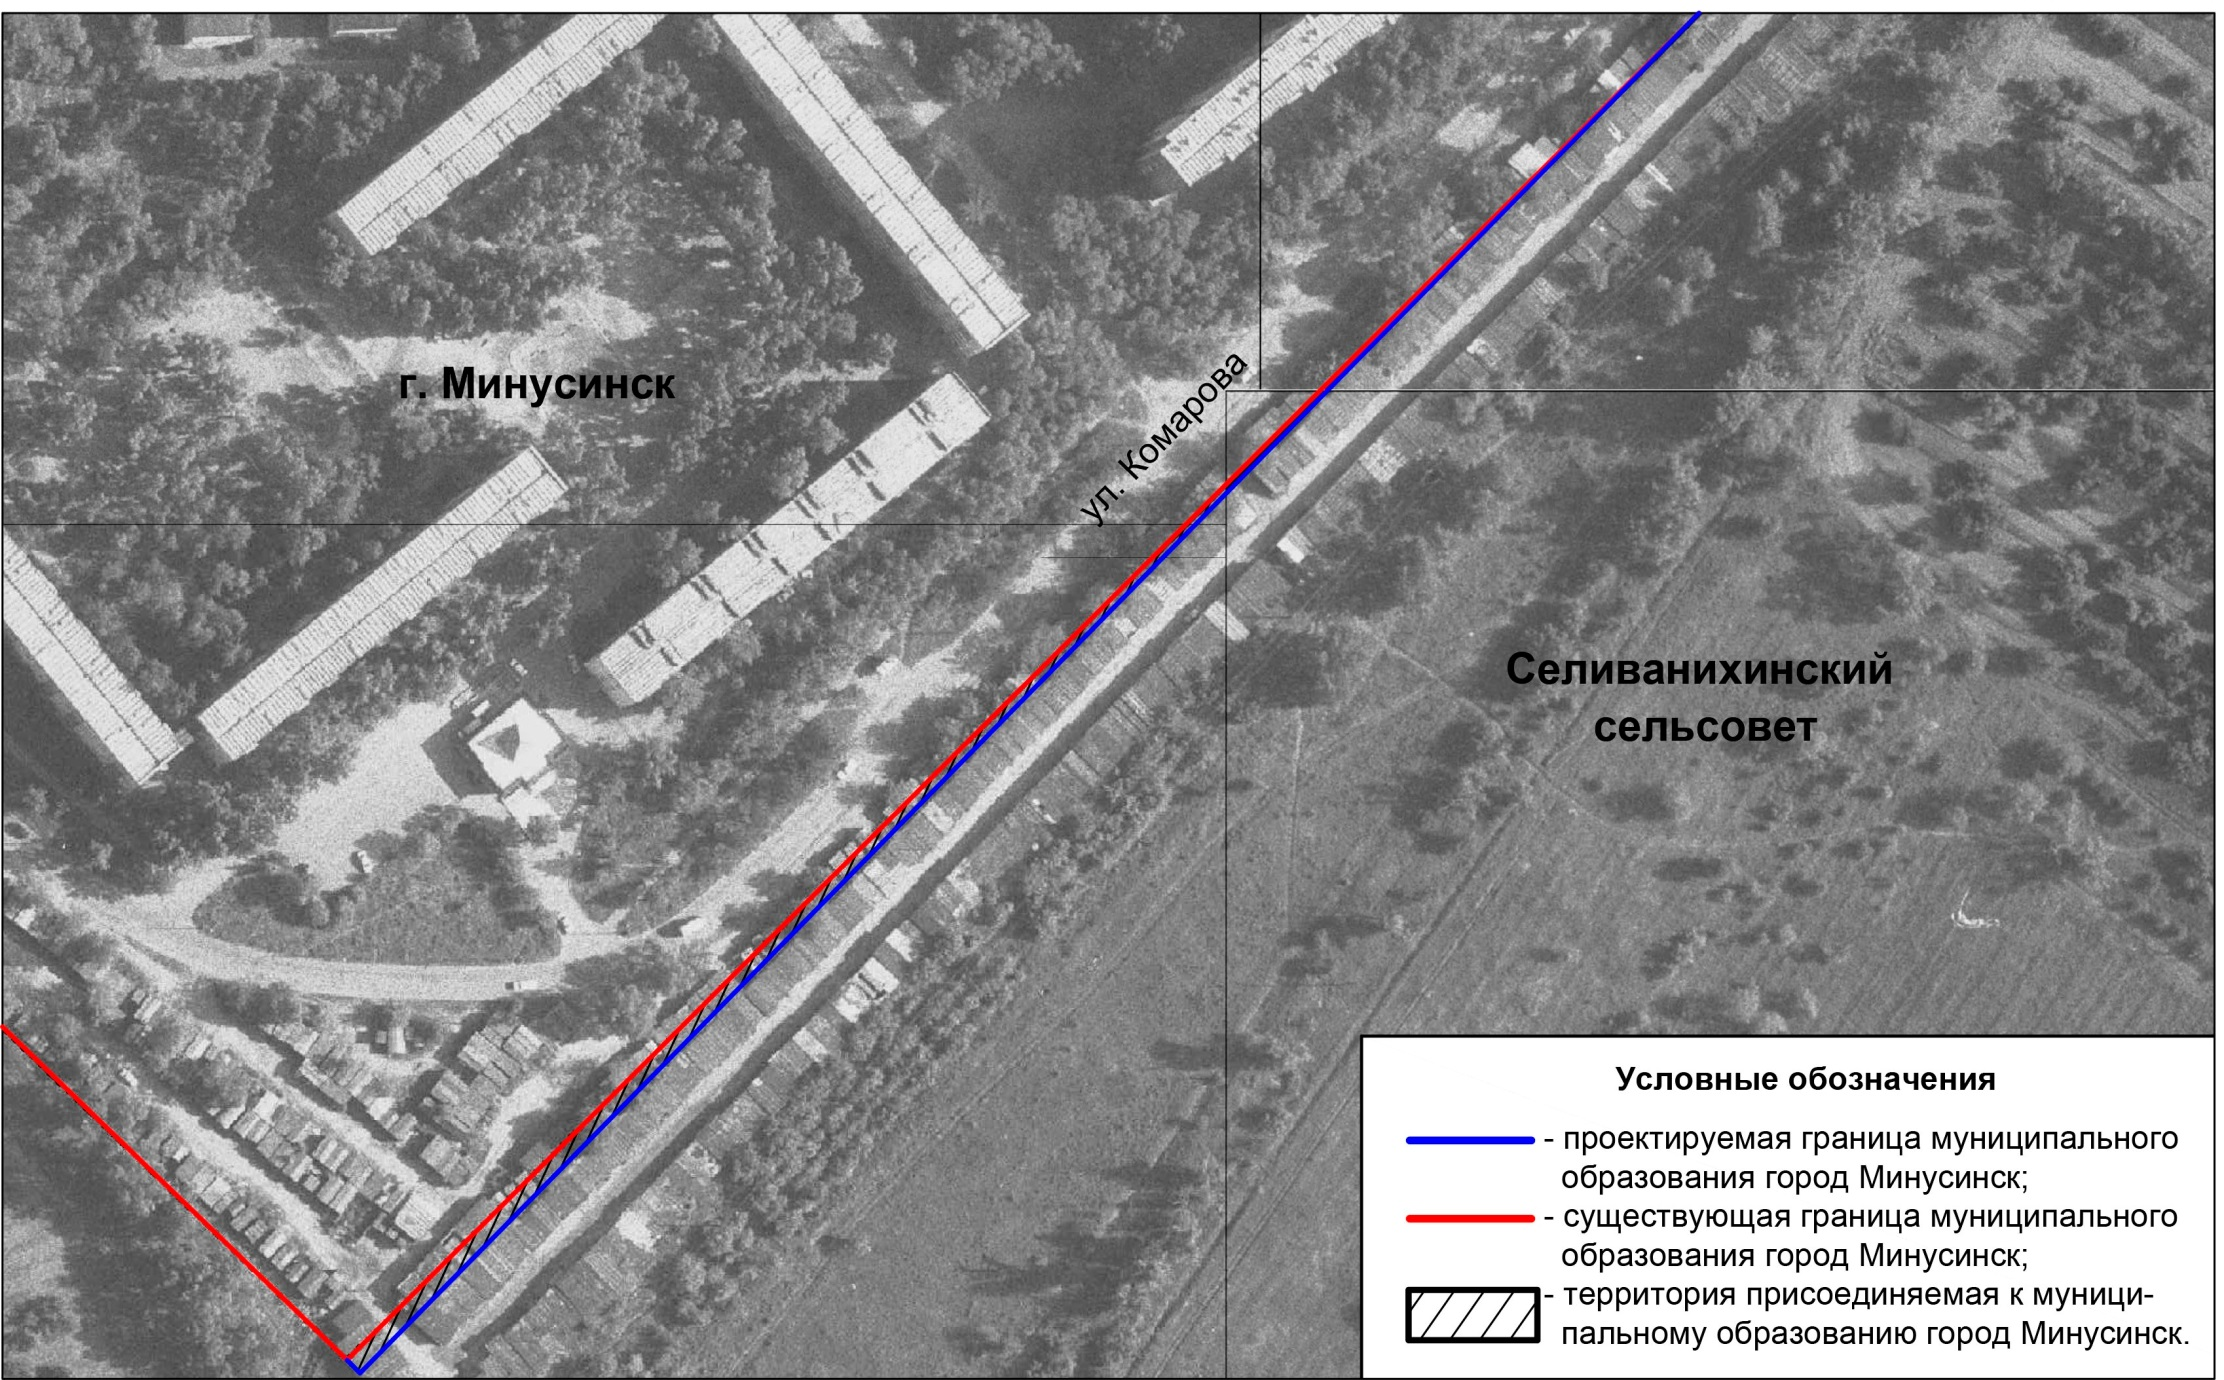 г. Минусинск
ул. Комарова
Селиванихинский
сельсовет
Условные обозначения
- проектируемая граница муниципального
образования город Минусинск;
- существующая граница муниципального
образования город Минусинск;
- территория присоединяемая к муници-
пальному образованию город Минусинск.